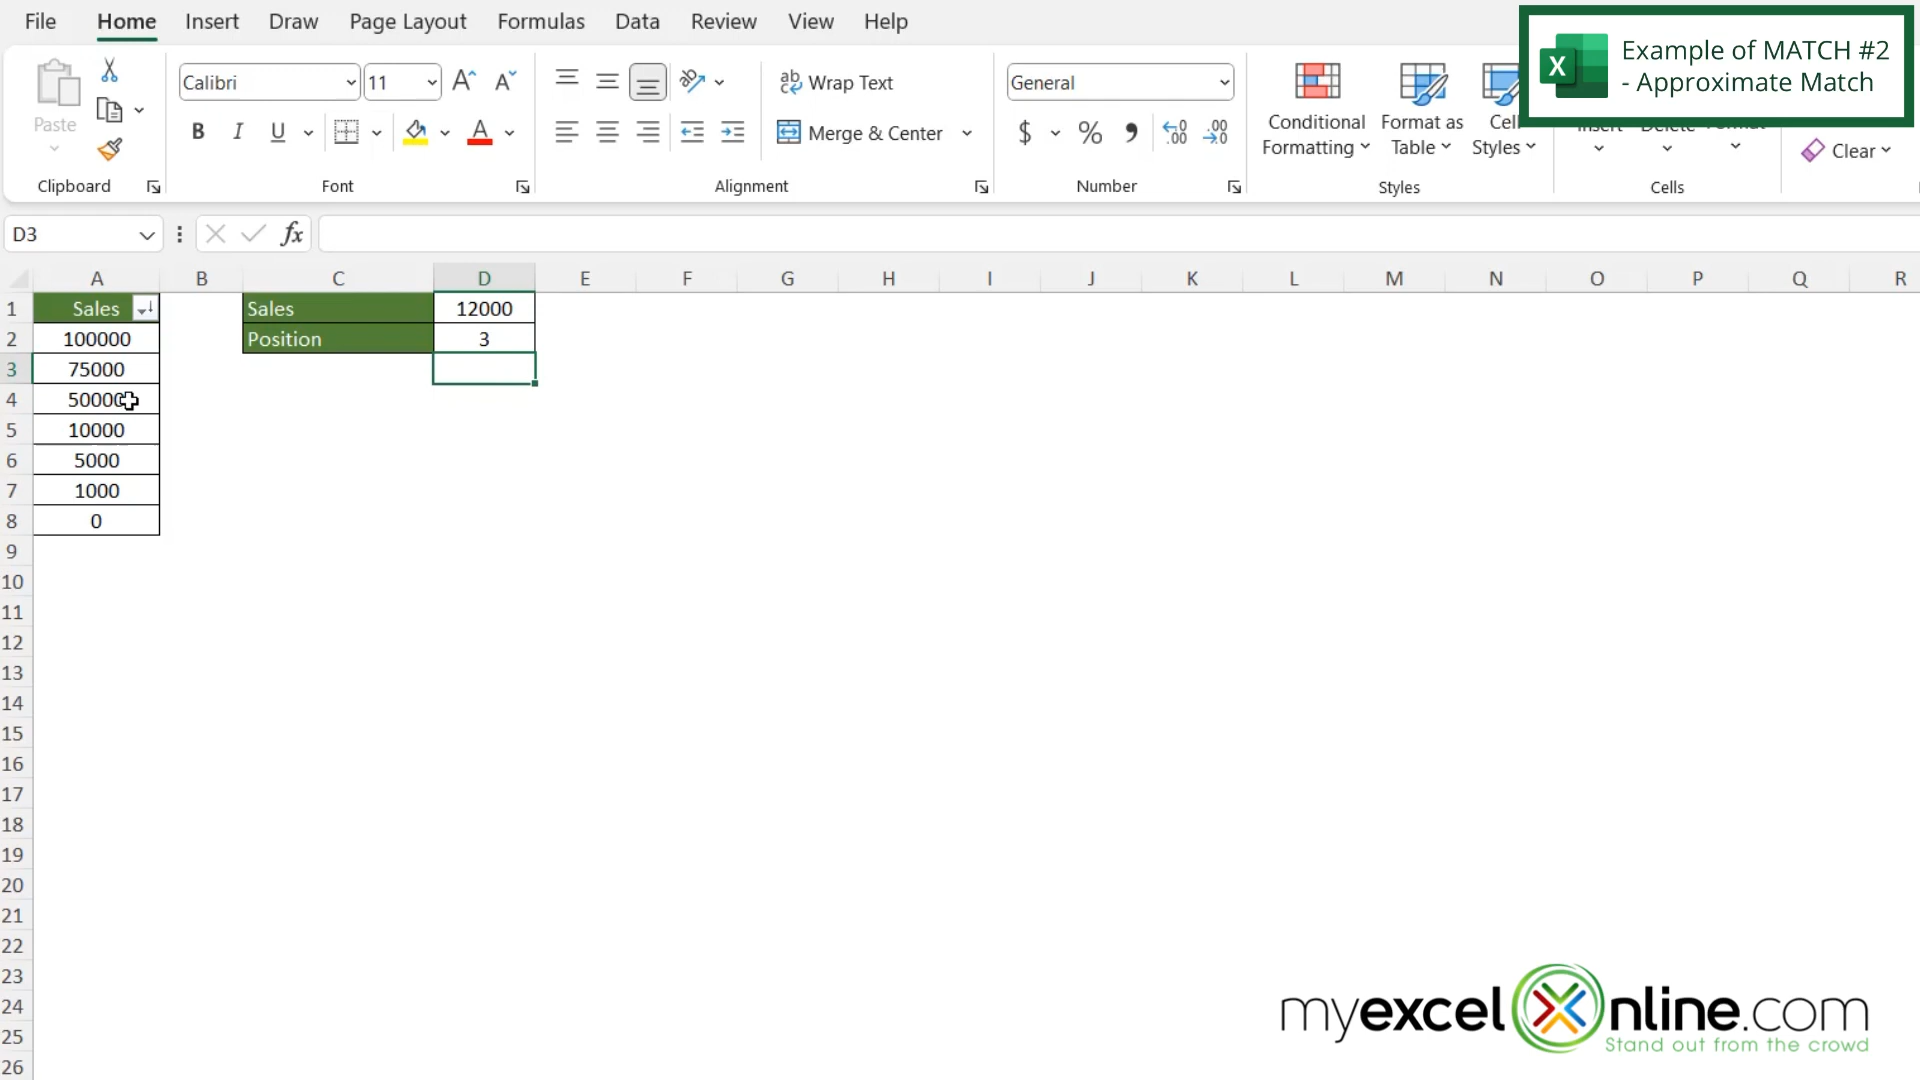 File Home Insert Draw Page Layout Formulas Data Review View Help
Example of MATCH #2
- Approximate Match
Paste
Calibri 11
Wrap Text
General
B I U
Merge & Center
$ % 9
Conditional Formatting
Format as Table
Cell Styles
Clear
Clipboard Font Alignment Number Styles Cells
D3 fx
A B C D E F G H I J K L M N O P Q R
1 Sales Sales 12000
2 100000 Position 3
3 75000
4 50000
5 10000
6 5000
7 1000
8 0
9
10
11
12
13
14
15
16
17
18
19
20
21
22
23
24
25
26
myexcelonline.com
Stand out from the crowd